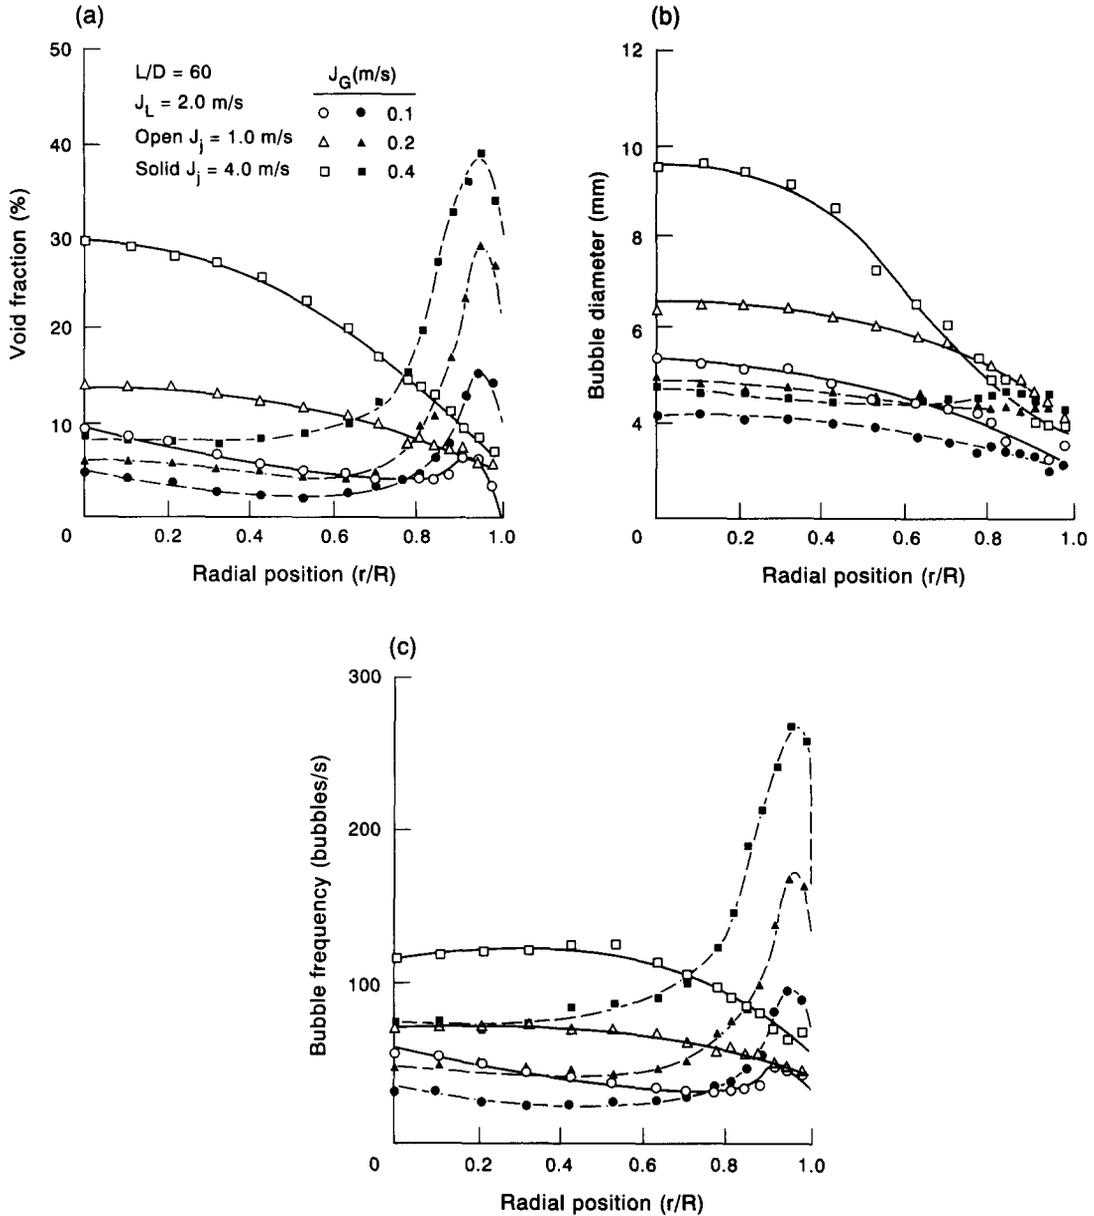 (a)
50
40
30
20
10
0
0.2
0.4
0.6
0.8
1.0
Void fraction (%)
Radial position (r/R)
L/D = 60
J_L = 2.0 m/s
Open J_j = 1.0 m/s
Solid J_j = 4.0 m/s
J_G(m/s)
0.1
0.2
0.4
(b)
12
10
8
6
4
0
0.2
0.4
0.6
0.8
1.0
Bubble diameter (mm)
Radial position (r/R)
(c)
300
200
100
0
0.2
0.4
0.6
0.8
1.0
Bubble frequency (bubbles/s)
Radial position (r/R)